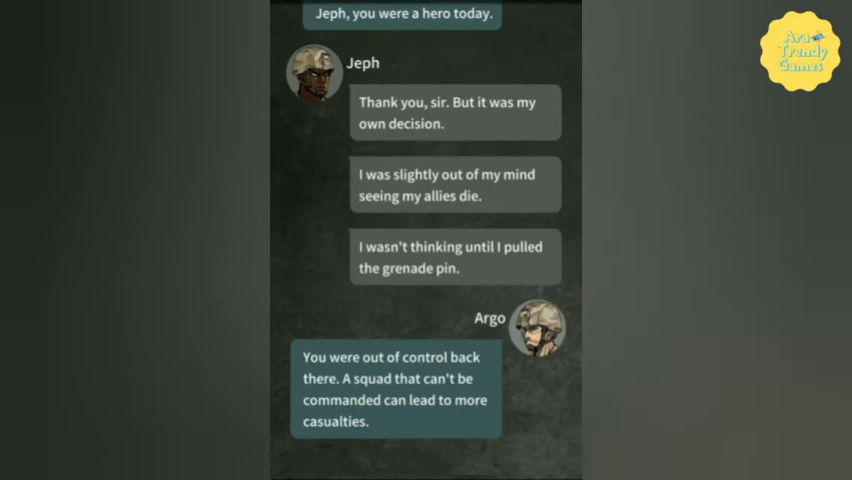 Jeph, you were a hero today.
Jeph
Thank you, sir. But it was my
own decision.
I was slightly out of my mind
seeing my allies die.
I wasn't thinking until I pulled
the grenade pin.
Argo
You were out of control back
there. A squad that can't be
commanded can lead to more
casualties.
Ara
Trendy
Games